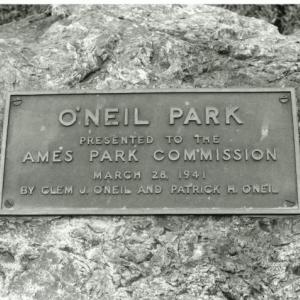 O'NEIL PARK
PRESENTED TO THE
AMES PARK COMMISSION
MARCH 28, 1941
BY CLEM J. O'NEIL AND PATRICK H. O'NEIL